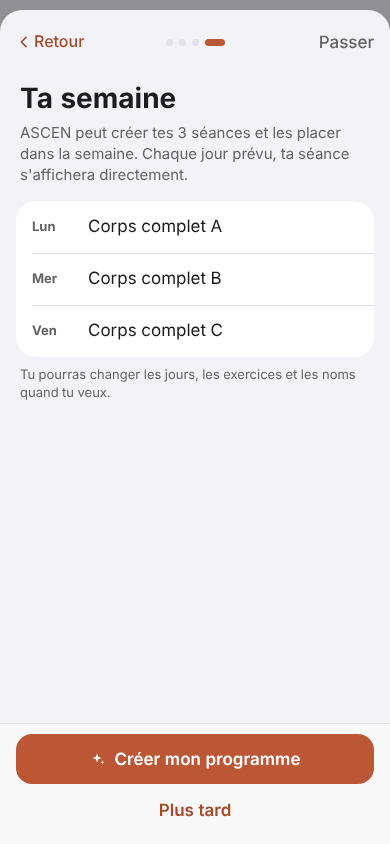 Retour
Passer
Ta semaine
ASCEN peut créer tes 3 séances et les placer
dans la semaine. Chaque jour prévu, ta séance
s'affichera directement.
Lun Corps complet A
Mer Corps complet B
Ven Corps complet C
Tu pourras changer les jours, les exercices et les noms
quand tu veux.
Créer mon programme
Plus tard